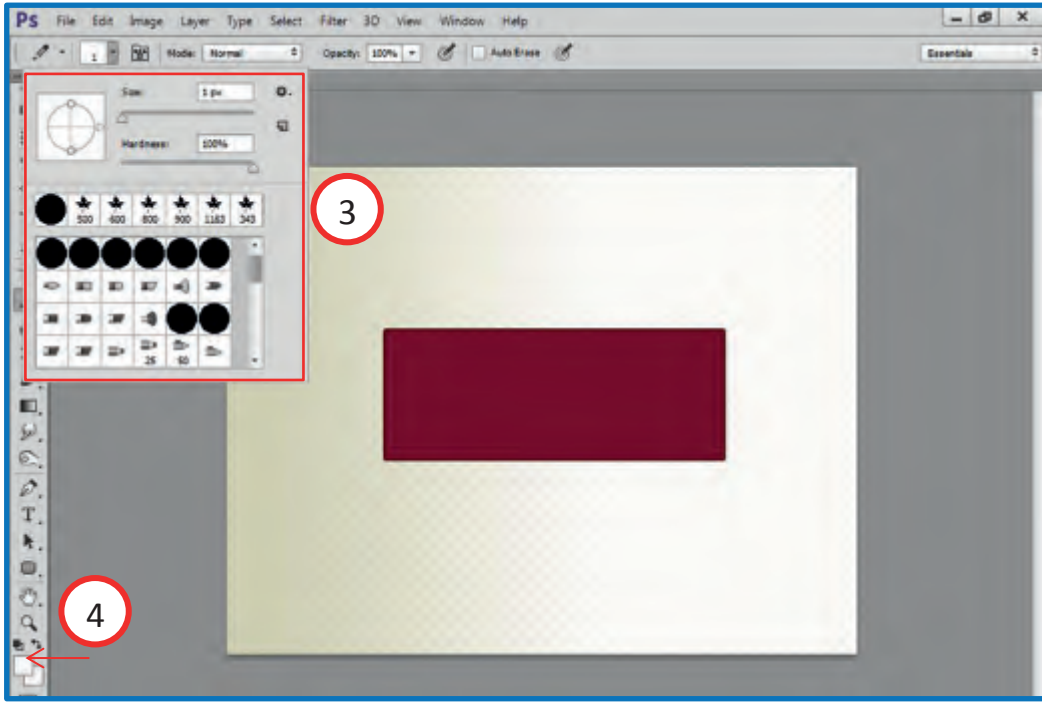 Ps File Edit Image Layer Type Select Filter 3D View Window Help
1 Mode: Normal Opacity: 100% Auto Erase Essentials
Size: 1 px
Hardness: 100%
500 600 800 900 1163 343
25 50
3
4
T